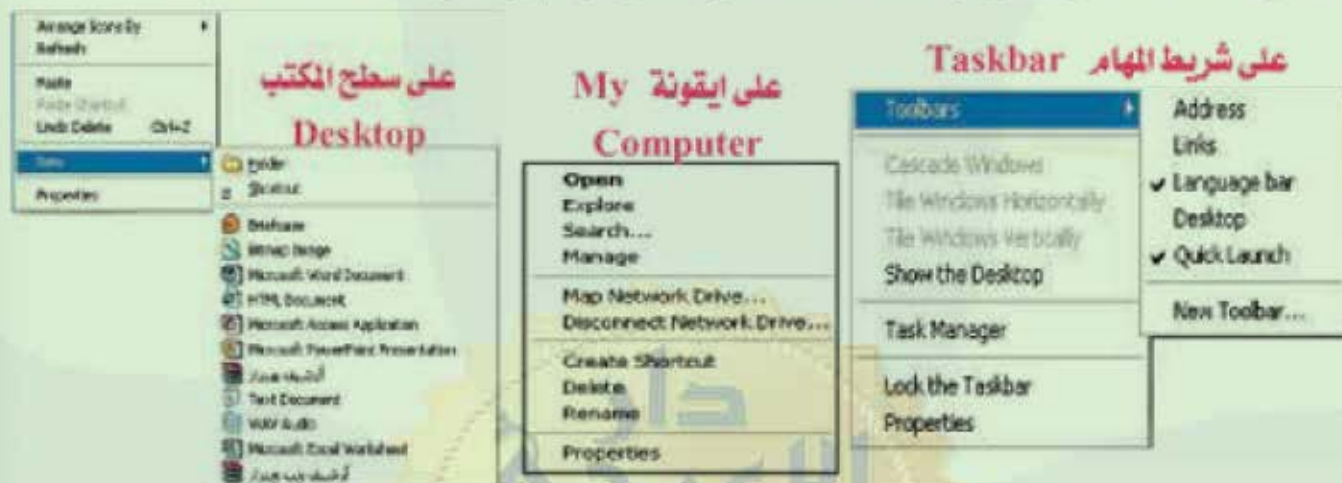 Arrange Icons By
Refresh
Paste
Paste Shortcut
Undo Delete Ctrl+Z
New
Properties
على سطح المكتب
Desktop
Folder
Shortcut
Briefcase
Bitmap Image
Microsoft Word Document
HTML Document
Microsoft Access Application
Microsoft PowerPoint Presentation
Text Document
WAV Audio
Microsoft Excel Worksheet
على ايقونة My
Computer
Open
Explore
Search...
Manage
Map Network Drive...
Disconnect Network Drive...
Create Shortcut
Delete
Rename
Properties
على شريط المهام Taskbar
Toolbars
Cascade Windows
Tile Windows Horizontally
Tile Windows Vertically
Show the Desktop
Task Manager
Lock the Taskbar
Properties
Address
Links
Language bar
Desktop
Quick Launch
New Toolbar...
دار